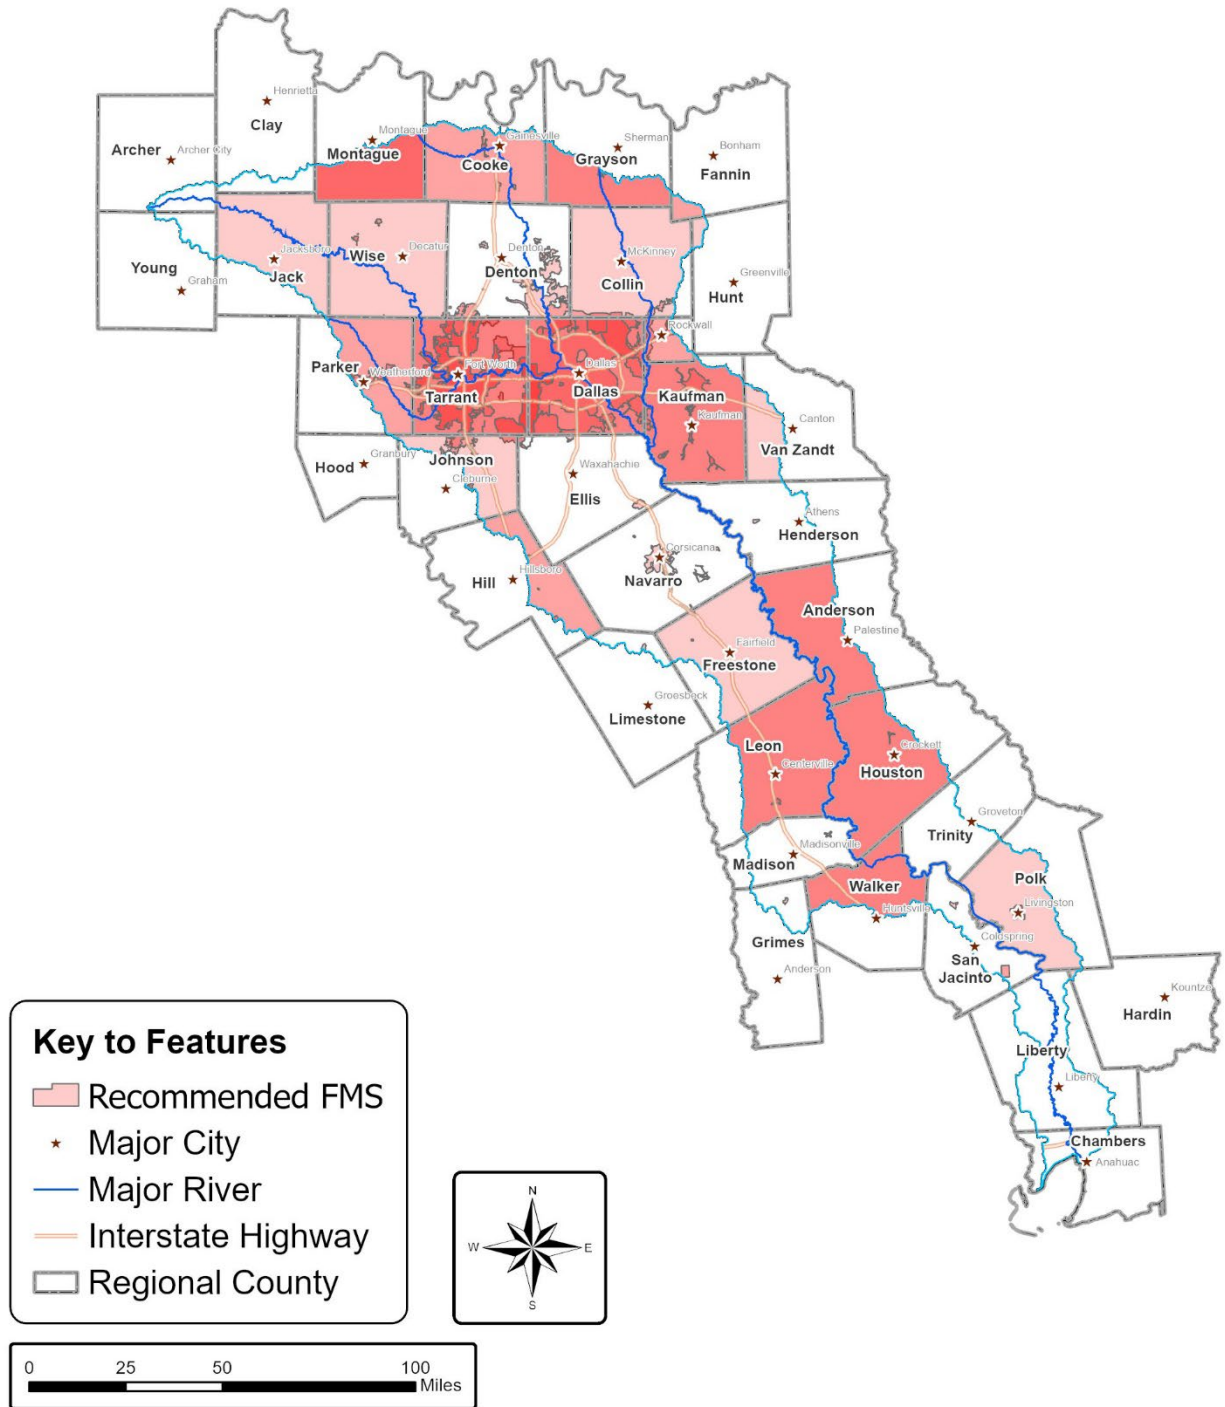 Henrietta
Clay
Archer
Archer City
Montague
Montague
Gainesville
Cooke
Sherman
Grayson
Bonham
Fannin
Young
Graham
Jacksboro
Jack
Wise
Decatur
Denton
Denton
McKinney
Collin
Greenville
Hunt
Rockwall
Parker
Weatherford
Fort Worth
Tarrant
Dallas
Dallas
Kaufman
Kaufman
Canton
Van Zandt
Hood
Granbury
Johnson
Cleburne
Waxahachie
Ellis
Athens
Henderson
Hill
Hillsboro
Corsicana
Navarro
Anderson
Palestine
Fairfield
Freestone
Groesbeck
Limestone
Leon
Centerville
Crockett
Houston
Groveton
Trinity
Madisonville
Madison
Walker
Huntsville
Polk
Livingston
Grimes
Anderson
Coldspring
San
Jacinto
Kountze
Hardin
Liberty
Liberty
Chambers
Anahuac
Key to Features
Recommended FMS
Major City
Major River
Interstate Highway
Regional County
N
W E
S
0 25 50 100
Miles